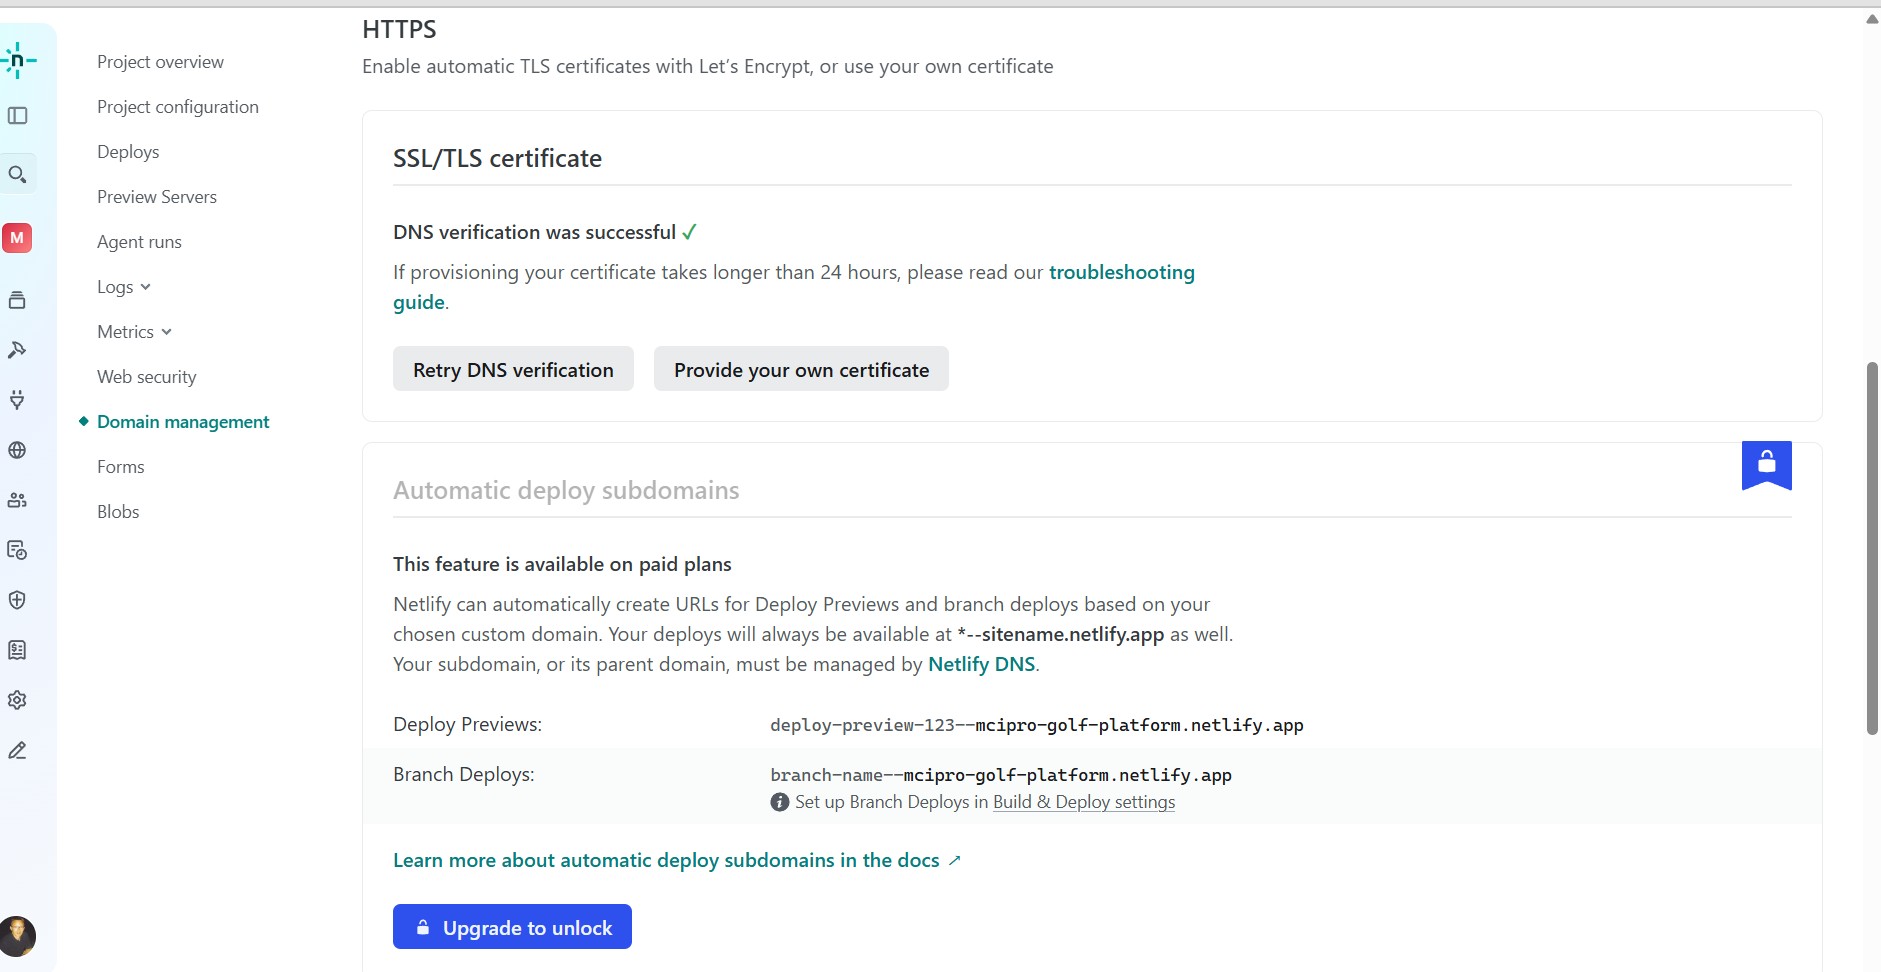 HTTPS
Enable automatic TLS certificates with Let's Encrypt, or use your own certificate
n
M
Project overview
Project configuration
Deploys
Preview Servers
Agent runs
Logs
Metrics
Web security
Domain management
Forms
Blobs
SSL/TLS certificate
DNS verification was successful ✓
If provisioning your certificate takes longer than 24 hours, please read our troubleshooting
guide.
Retry DNS verification
Provide your own certificate
Automatic deploy subdomains
This feature is available on paid plans
Netlify can automatically create URLs for Deploy Previews and branch deploys based on your
chosen custom domain. Your deploys will always be available at *--sitename.netlify.app as well.
Your subdomain, or its parent domain, must be managed by Netlify DNS.
Deploy Previews: deploy-preview-123--mcipro-golf-platform.netlify.app
Branch Deploys: branch-name--mcipro-golf-platform.netlify.app
Set up Branch Deploys in Build & Deploy settings
Learn more about automatic deploy subdomains in the docs ↗
Upgrade to unlock